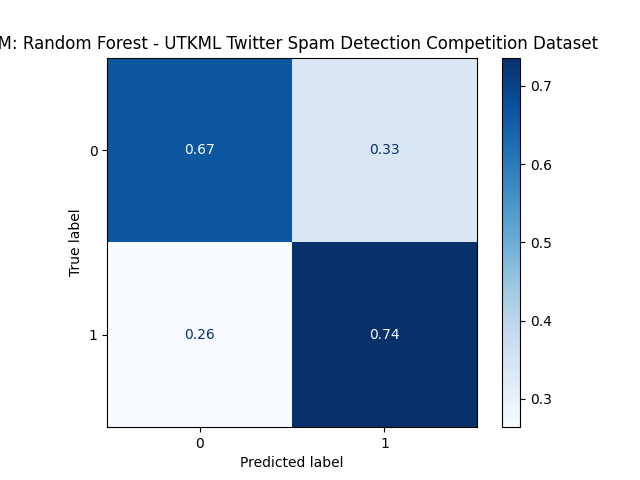 M: Random Forest - UTKML Twitter Spam Detection Competition Dataset
0.7
0 0.67 0.33
0.6
True label
0.5
0.4
1 0.26 0.74
0.3
0 1
Predicted label